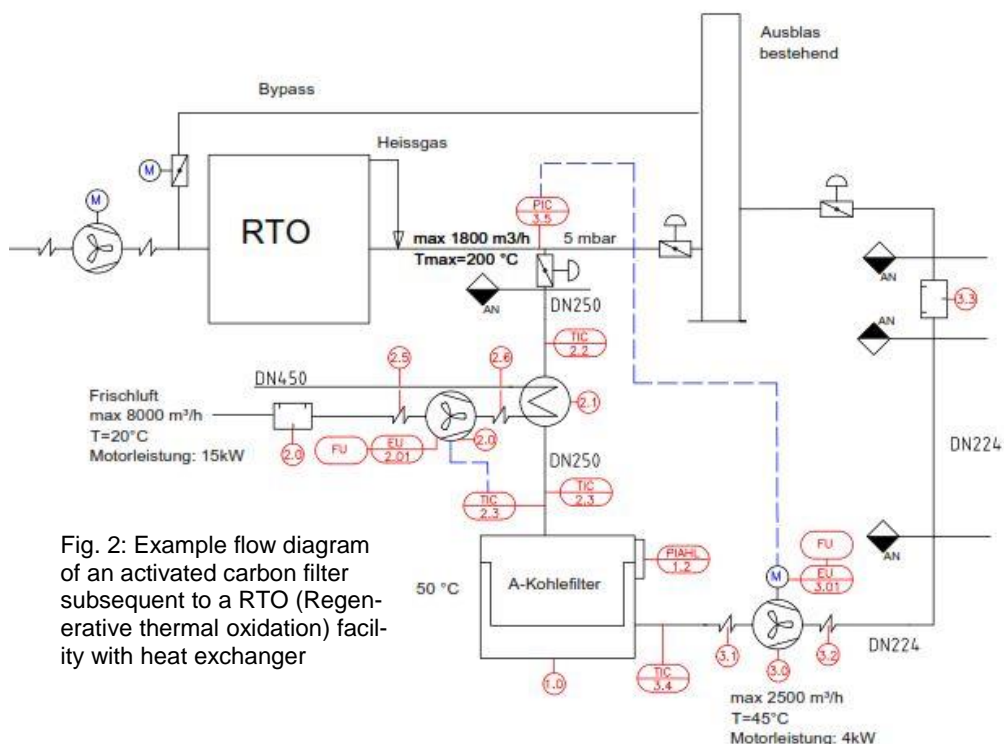 Ausblas
bestehend
Bypass
Heissgas
M
M
RTO
PIC
3.5
max 1800 m3/h
5 mbar
Tmax=200 °C
AN
DN250
AN
3.3
AN
TIC
2.2
2.5
2.6
DN450
2.1
Frischluft
max 8000 m³/h
T=20°C
Motorleistung: 15kW
2.0
FU
EU
2.01
2.0
DN250
DN224
TIC
2.3
TIC
2.3
AN
Fig. 2: Example flow diagram
of an activated carbon filter
subsequent to a RTO (Regen-
erative thermal oxidation) facil-
ity with heat exchanger
50 °C
A-Kohlefilter
PIAHL
1.2
FU
M
EU
3.01
1.0
TIC
3.4
3.1
3.0
3.2
DN224
max 2500 m³/h
T=45°C
Motorleistung: 4kW